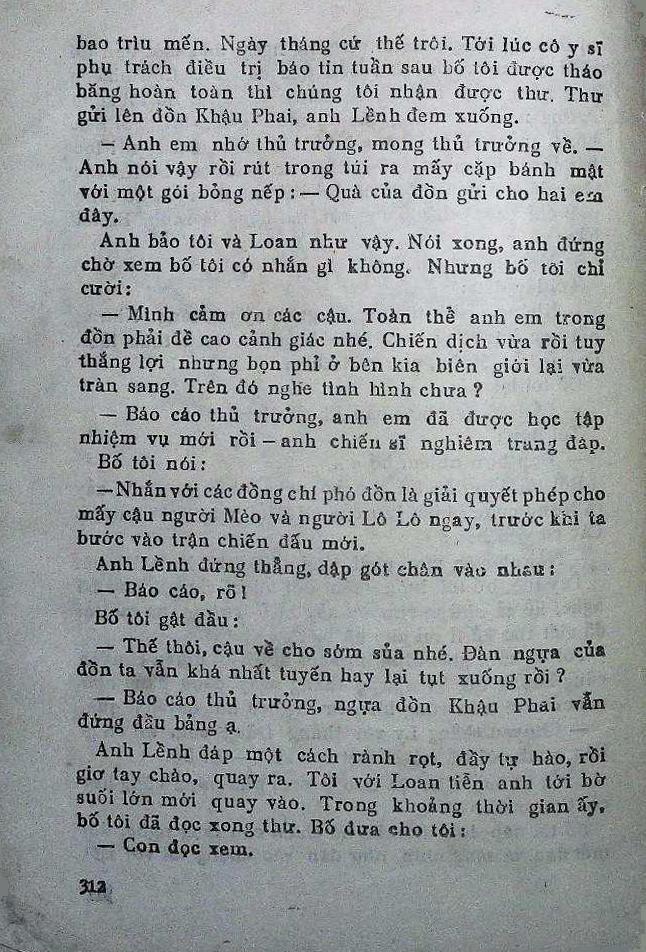 bao trìu mến. Ngày tháng cứ thế trôi. Tới lúc cô y sĩ
phụ trách điều trị báo tin tuần sau bố tôi được tháo
băng hoàn toàn thì chúng tôi nhận được thư. Thư
gửi lên đồn Khậu Phai, anh Lềnh đem xuống.
— Anh em nhớ thủ trưởng, mong thủ trưởng về. —
Anh nói vậy rồi rút trong túi ra mấy cặp bánh mật
với một gói bỏng nếp: — Quà của đồn gửi cho hai em
đây.
Anh bảo tôi và Loan như vậy. Nói xong, anh đứng
chờ xem bố tôi có nhắn gì không. Nhưng bố tôi chỉ
cười:
— Mình cảm ơn các cậu. Toàn thể anh em trong
đồn phải đề cao cảnh giác nhé. Chiến dịch vừa rồi tuy
thắng lợi nhưng bọn phỉ ở bên kia biên giới lại vừa
tràn sang. Trên đó nghe tình hình chưa ?
— Báo cáo thủ trưởng, anh em đã được học tập
nhiệm vụ mới rồi — anh chiến sĩ nghiêm trang đáp.
Bố tôi nói:
— Nhắn với các đồng chí phó đồn là giải quyết phép cho
mấy cậu người Mèo và người Lô Lô ngay, trước khi ta
bước vào trận chiến đấu mới.
Anh Lềnh đứng thẳng, dập gót chân vào nhau:
— Báo cáo, rõ!
Bố tôi gật đầu:
— Thế thôi, cậu về cho sớm sủa nhé. Đàn ngựa của
đồn ta vẫn khá nhất tuyến hay lại tụt xuống rồi ?
— Báo cáo thủ trưởng, ngựa đồn Khậu Phai vẫn
đứng đầu bảng ạ.
Anh Lềnh đáp một cách rành rọt, đầy tự hào, rồi
giơ tay chào, quay ra. Tôi với Loan tiễn anh tới bờ
suối lớn mới quay vào. Trong khoảng thời gian ấy,
bố tôi đã đọc xong thư. Bố đưa cho tôi:
— Con đọc xem.
312